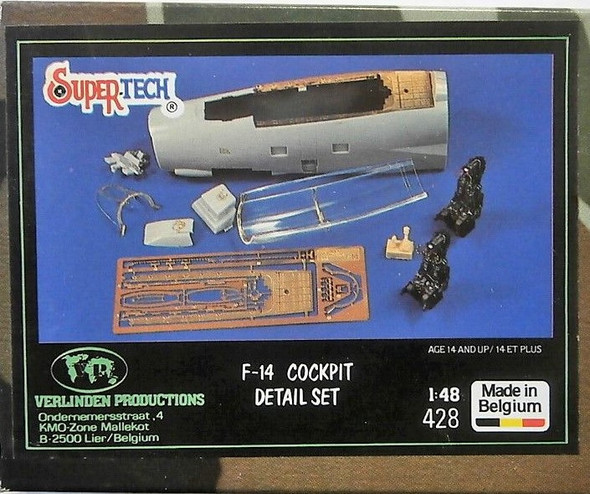 SUPER-TECH
®
AGE 14 AND UP/ 14 ET PLUS
F-14 COCKPIT
DETAIL SET
VERLINDEN PRODUCTIONS
Ondernemersstraat ,4
KMO-Zone Mallekot
B-2500 Lier/Belgium
1:48
428
Made in
Belgium